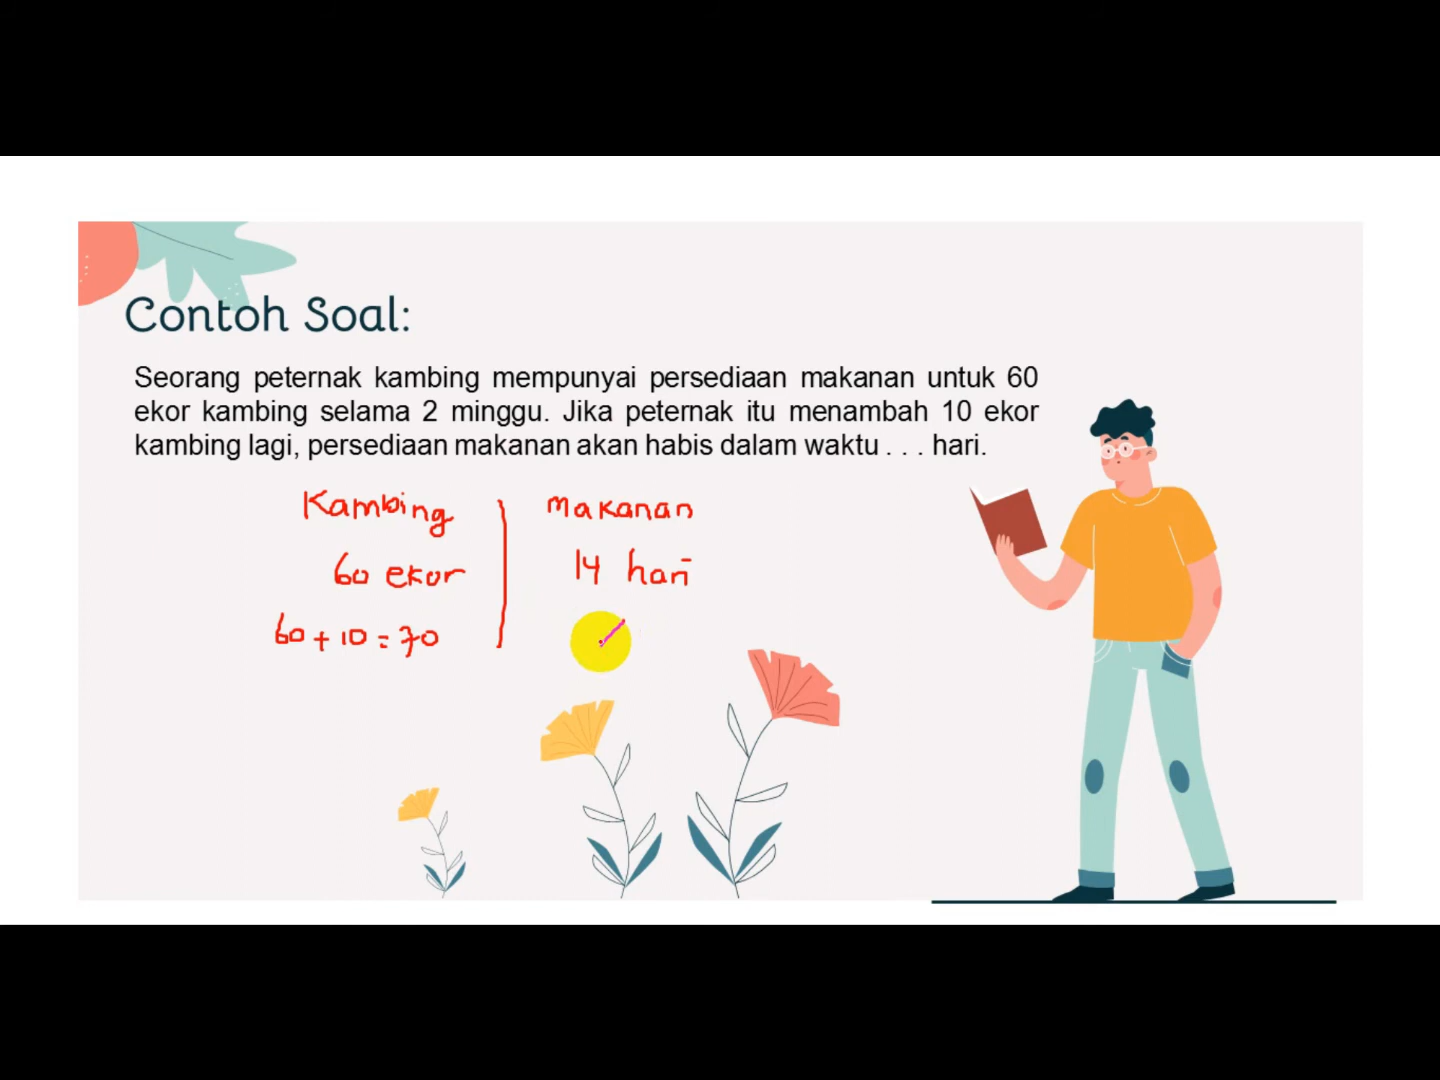 Contoh Soal:
Seorang peternak kambing mempunyai persediaan makanan untuk 60
ekor kambing selama 2 minggu. Jika peternak itu menambah 10 ekor
kambing lagi, persediaan makanan akan habis dalam waktu . . . hari.
Kambing | Makanan
60 ekor | 14 hari
60 + 10 = 70